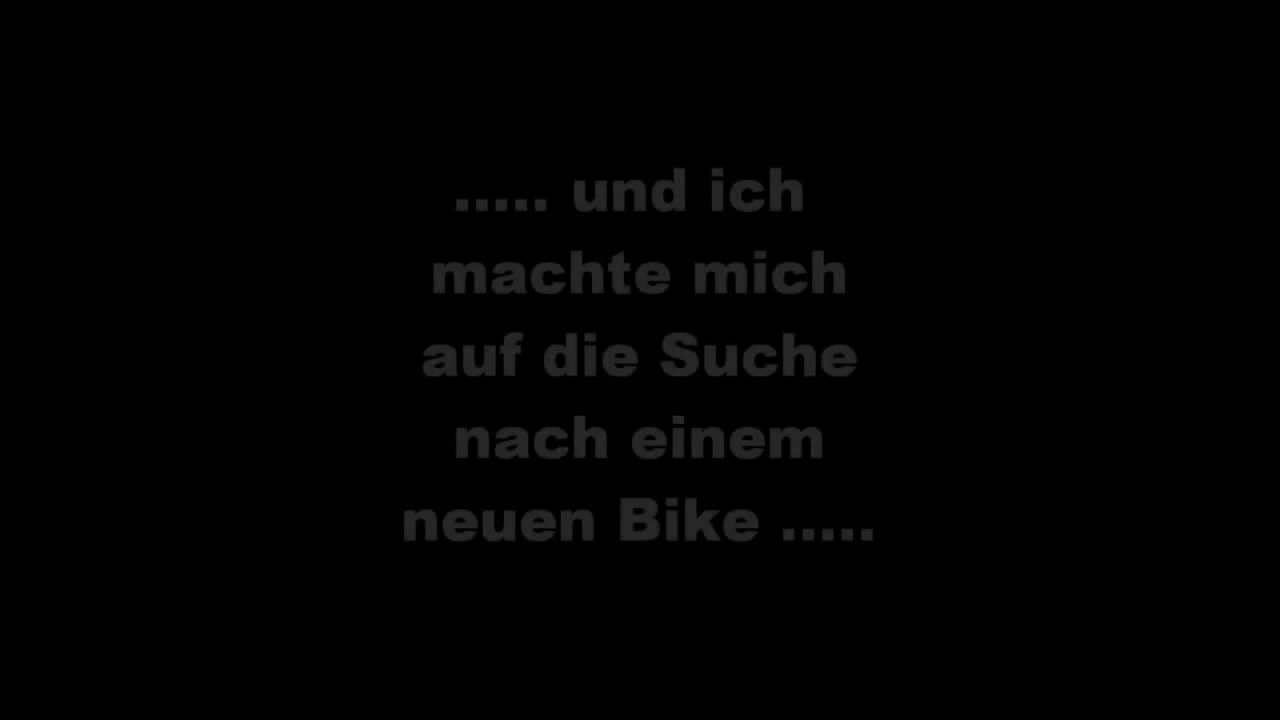 ..... und ich
machte mich
auf die Suche
nach einem
neuen Bike .....